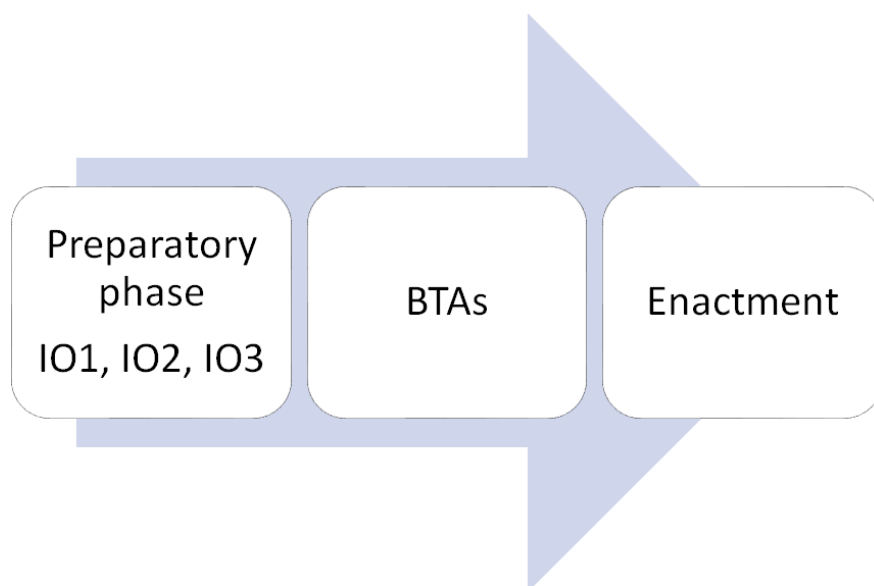 Preparatory
phase
IO1, IO2, IO3
BTAs
Enactment